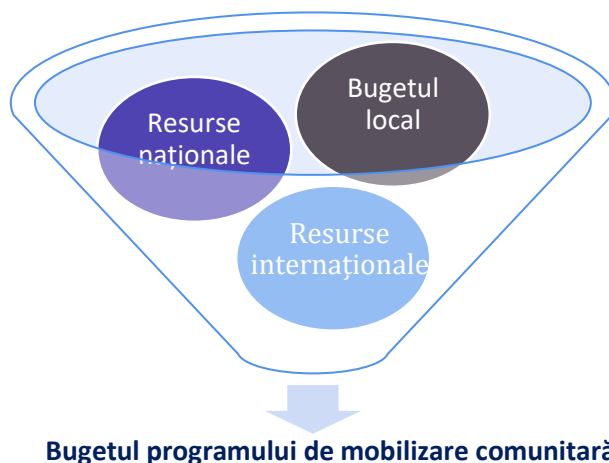 Bugetul
local
Resurse
naționale
Resurse
internaționale
Bugetul programului de mobilizare comunitară